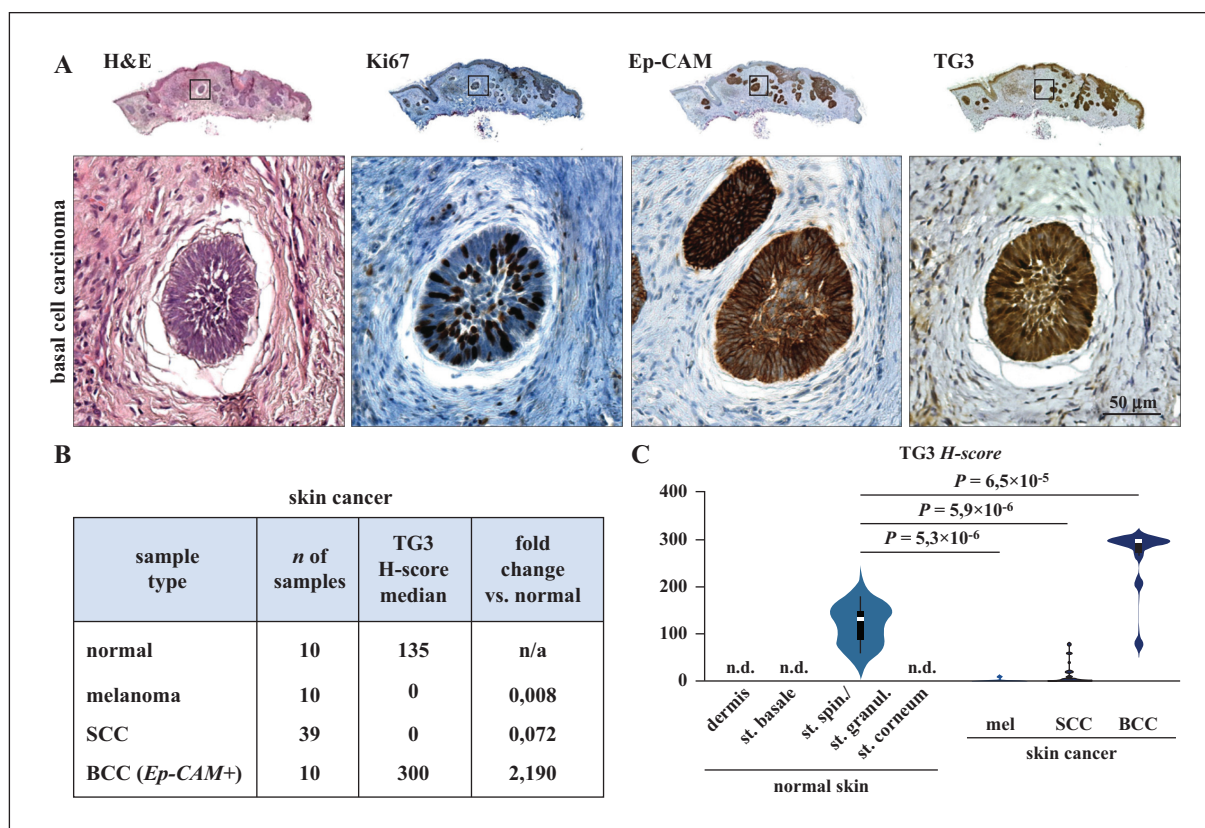 A
H&E
Ki67
Ep-CAM
TG3
basal cell carcinoma
50 µm
B
skin cancer
sample type
n of samples
TG3 H-score median
fold change vs. normal
normal 10 135 n/a
melanoma 10 0 0,008
SCC 39 0 0,072
BCC (Ep-CAM+) 10 300 2,190
C
TG3 H-score
P = 6,5×10⁻⁵
P = 5,9×10⁻⁶
P = 5,3×10⁻⁶
400
300
200
100
0
n.d.
n.d.
n.d.
dermis
st. basale
st. spin./
st. granul.
st. corneum
mel
SCC
BCC
normal skin
skin cancer